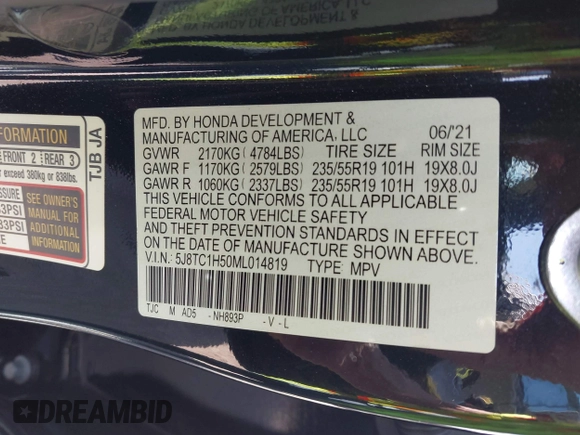 MFD. BY HONDA DEVELOPMENT &
MANUFACTURING OF AMERICA, LLC 06/'21
GVWR 2170KG (4784LBS) TIRE SIZE RIM SIZE
GAWR F 1170KG (2579LBS) 235/55R19 101H 19X8.0J
GAWR R 1060KG (2337LBS) 235/55R19 101H 19X8.0J
THIS VEHICLE CONFORMS TO ALL APPLICABLE
FEDERAL MOTOR VEHICLE SAFETY
AND THEFT PREVENTION STANDARDS IN EFFECT
ON THE DATE OF MANUFACTURE SHOWN ABOVE.
V.I.N.: 5J8TC1H50ML014819 TYPE: MPV
TJC M AD5 -NH893P -V-L
FORMATION
FRONT 2 REAR 3
exceed 380kg or 838lbs.
SEE OWNER'S
MANUAL FOR
ADDITIONAL
INFORMATION
TJB JA
DREAMBID